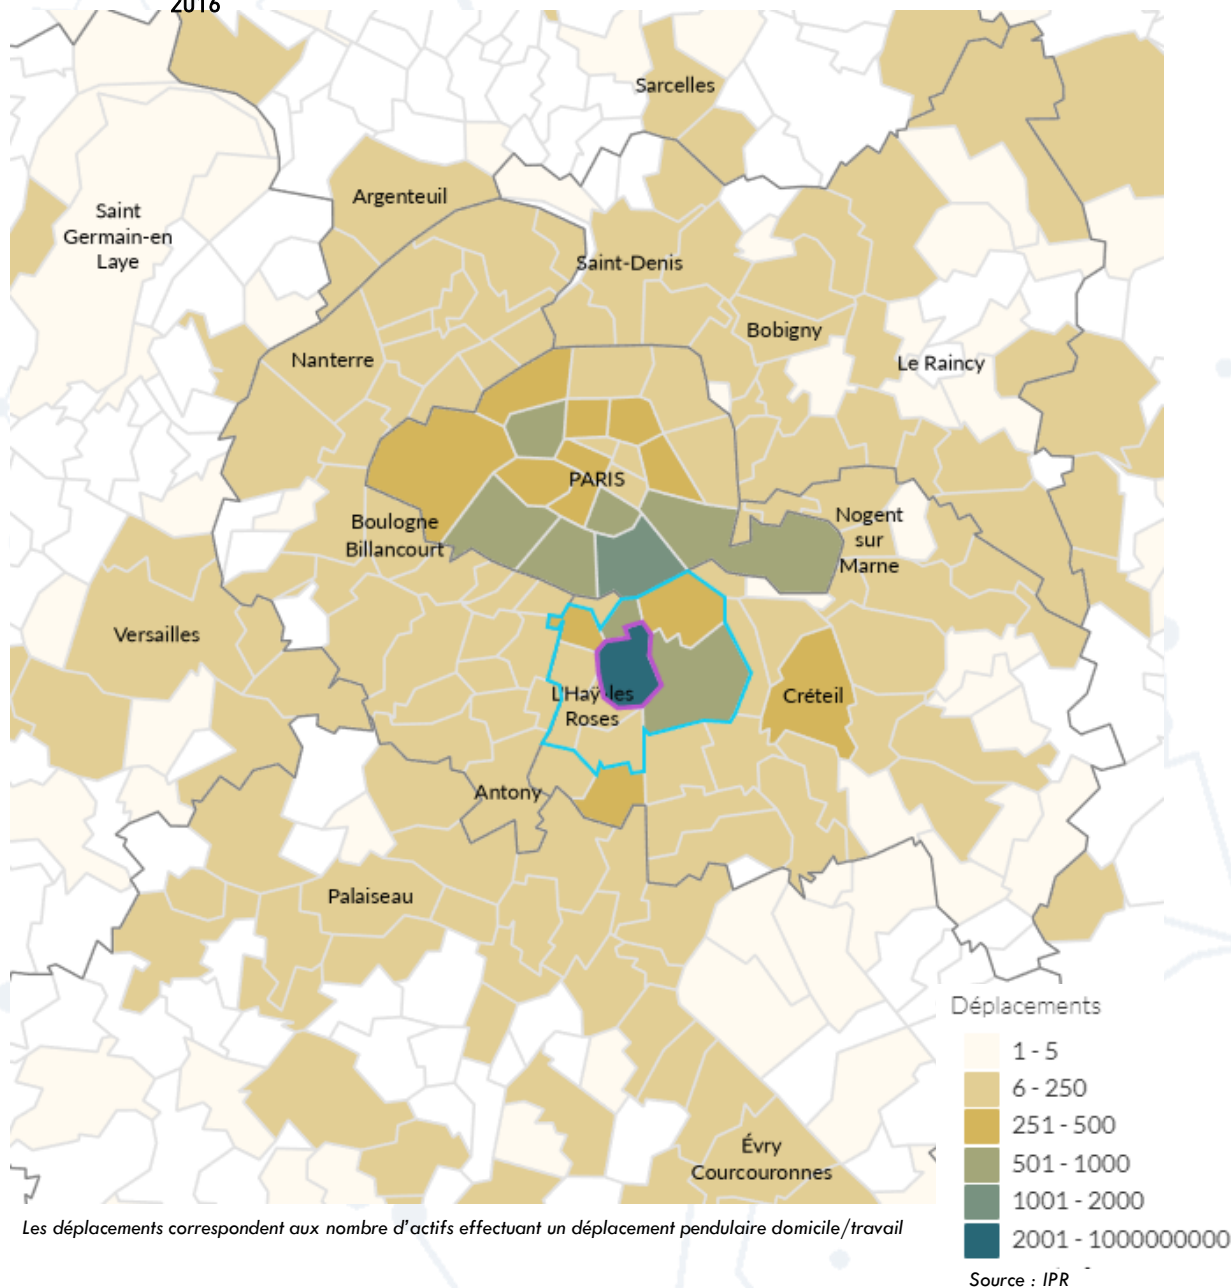 2016
Sarcelles
Argenteuil
Saint
Germain-en
Laye
Saint-Denis
Bobigny
Nanterre
Le Raincy
PARIS
Boulogne
Billancourt
Nogent
sur
Marne
Versailles
L'Haÿ-les
Roses
Créteil
Antony
Palaiseau
Évry
Courcouronnes
Déplacements
1 - 5
6 - 250
251 - 500
501 - 1000
1001 - 2000
2001 - 1000000000
Les déplacements correspondent aux nombre d'actifs effectuant un déplacement pendulaire domicile/travail
Source : IPR